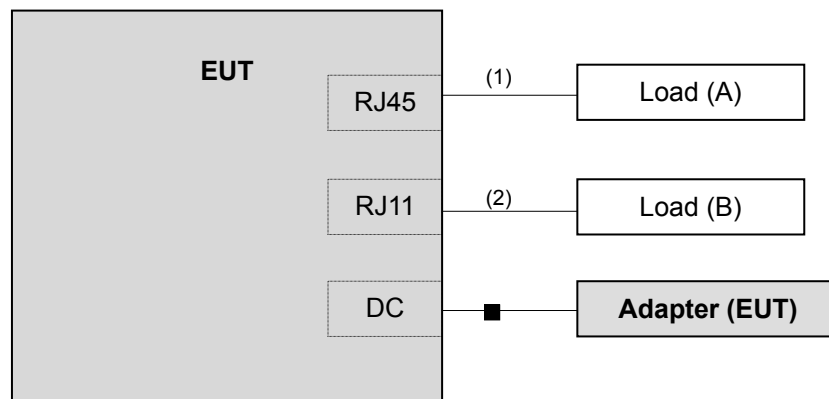 EUT
RJ45
(1)
Load (A)
RJ11
(2)
Load (B)
DC
Adapter (EUT)